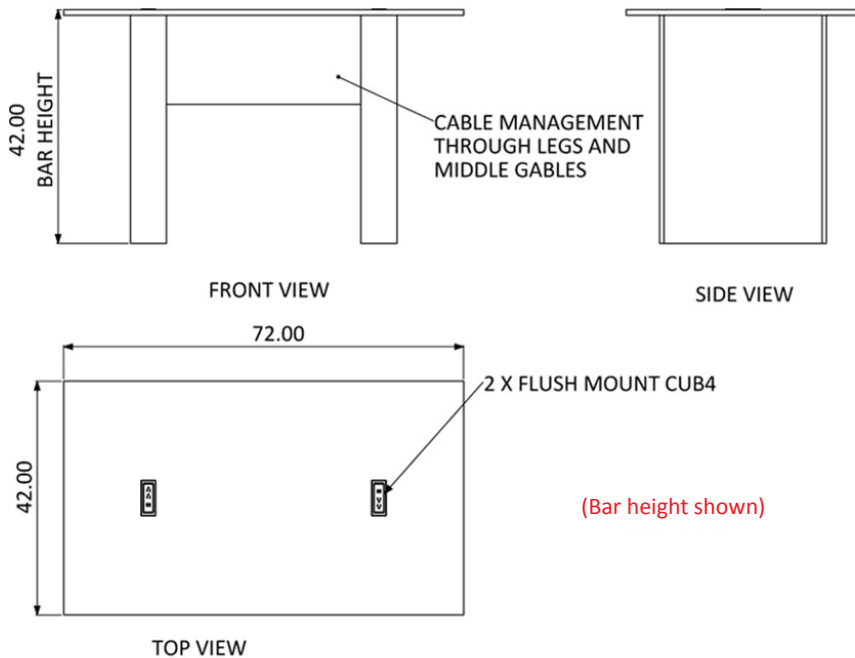 42.00
BAR HEIGHT
CABLE MANAGEMENT
THROUGH LEGS AND
MIDDLE GABLES
FRONT VIEW
SIDE VIEW
72.00
2 X FLUSH MOUNT CUB4
42.00
(Bar height shown)
TOP VIEW